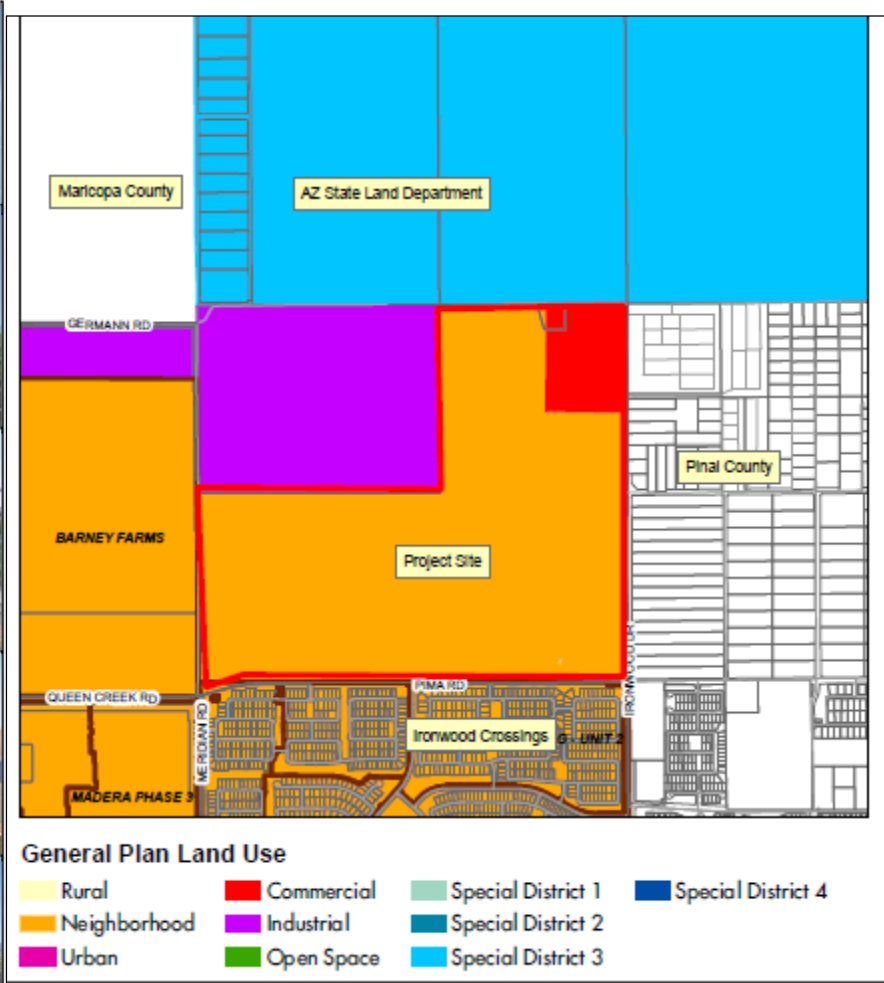 Maricopa County
AZ State Land Department
GERMANN RD
Pinal County
BARNEY FARMS
Project Site
IRONWOOD DR
QUEEN CREEK RD
PIMA RD
MERIDIAN RD
Ironwood Crossings
G - UNIT 2
MADERA PHASE 3
General Plan Land Use
Rural
Commercial
Special District 1
Special District 4
Neighborhood
Industrial
Special District 2
Urban
Open Space
Special District 3